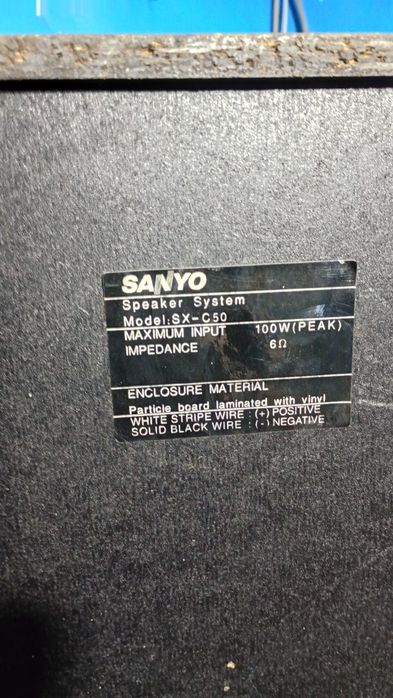 SANYO
Speaker System
Model:SX-C50
MAXIMUM INPUT 100W(PEAK)
IMPEDANCE 6Ω
ENCLOSURE MATERIAL
Particle board laminated with vinyl
WHITE STRIPE WIRE : (+) POSITIVE
SOLID BLACK WIRE : (-) NEGATIVE